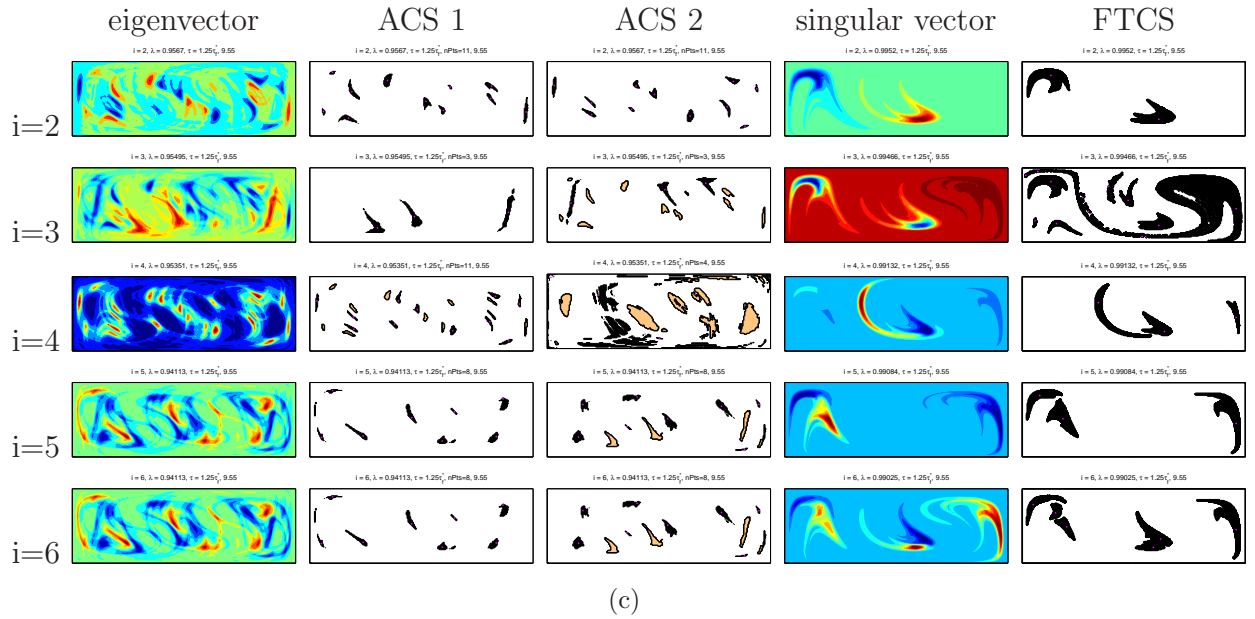 eigenvector ACS 1 ACS 2 singular vector FTCS
i = 2, λ = 0.9567, τ = 1.25τ*r, 9.55 i = 2, λ = 0.9567, τ = 1.25τ*r, nPts=11, 9.55 i = 2, λ = 0.9567, τ = 1.25τ*r, nPts=11, 9.55 i = 2, λ = 0.9952, τ = 1.25τ*r, 9.55 i = 2, λ = 0.9952, τ = 1.25τ*r, 9.55
i=2
i = 3, λ = 0.95495, τ = 1.25τ*r, 9.55 i = 3, λ = 0.95495, τ = 1.25τ*r, nPts=3, 9.55 i = 3, λ = 0.95495, τ = 1.25τ*r, nPts=3, 9.55 i = 3, λ = 0.99466, τ = 1.25τ*r, 9.55 i = 3, λ = 0.99466, τ = 1.25τ*r, 9.55
i=3
i = 4, λ = 0.95351, τ = 1.25τ*r, 9.55 i = 4, λ = 0.95351, τ = 1.25τ*r, nPts=11, 9.55 i = 4, λ = 0.95351, τ = 1.25τ*r, nPts=4, 9.55 i = 4, λ = 0.99132, τ = 1.25τ*r, 9.55 i = 4, λ = 0.99132, τ = 1.25τ*r, 9.55
i=4
i = 5, λ = 0.94113, τ = 1.25τ*r, 9.55 i = 5, λ = 0.94113, τ = 1.25τ*r, nPts=8, 9.55 i = 5, λ = 0.94113, τ = 1.25τ*r, nPts=8, 9.55 i = 5, λ = 0.99084, τ = 1.25τ*r, 9.55 i = 5, λ = 0.99084, τ = 1.25τ*r, 9.55
i=5
i = 6, λ = 0.94113, τ = 1.25τ*r, 9.55 i = 6, λ = 0.94113, τ = 1.25τ*r, nPts=8, 9.55 i = 6, λ = 0.94113, τ = 1.25τ*r, nPts=8, 9.55 i = 6, λ = 0.99025, τ = 1.25τ*r, 9.55 i = 6, λ = 0.99025, τ = 1.25τ*r, 9.55
i=6
(c)